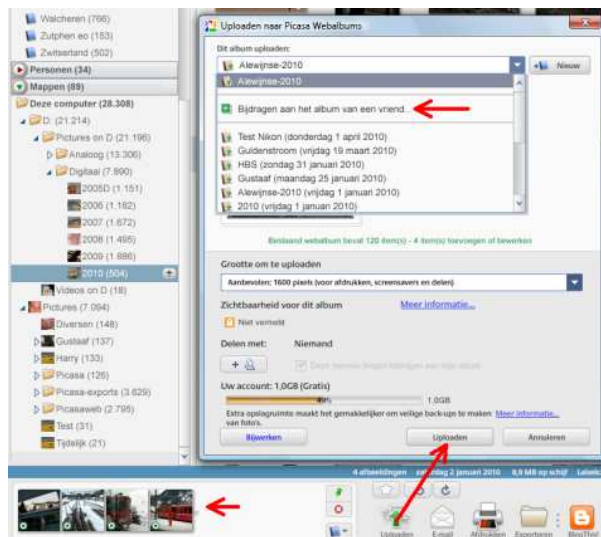 Walcheren (766)
Zutphen eo (153)
Zwitserland (502)
Personen (34)
Mappen (89)
Deze computer (28.308)
D: (21.214)
Pictures on D (21.196)
Analoog (13.306)
Digitaal (7.890)
2005D (1.151)
2006 (1.182)
2007 (1.672)
2008 (1.495)
2009 (1.886)
2010 (504)
Videos on D (18)
Pictures (7.094)
Diversen (148)
Gustaaf (137)
Harry (133)
Picasa (126)
Picasa-exports (3.629)
Picasaweb (2.795)
Test (31)
Tijdelijk (21)
Uploaden naar Picasa Webalbums
Dit album uploaden:
Alewijnse-2010
Nieuw
Alewijnse-2010
Bijdragen aan het album van een vriend...
Test Nikon (donderdag 1 april 2010)
Guldenstroom (vrijdag 19 maart 2010)
HBS (zondag 31 januari 2010)
Gustaaf (maandag 25 januari 2010)
Alewijnse-2010 (vrijdag 1 januari 2010)
2010 (vrijdag 1 januari 2010)
Bestaand webalbum bevat 120 item(s) - 4 item(s) toevoegen of bewerken
Grootte om te uploaden
Aanbevolen: 1600 pixels (voor afdrukken, screensavers en delen)
Zichtbaarheid voor dit album Meer informatie...
Niet vermeld
Delen met: Niemand
Uw account: 1,0GB (Gratis)
1.0GB
Extra opslagruimte maakt het gemakkelijker om veilige back-ups te maken Meer informatie...
van foto's.
Bijwerken
Uploaden
Annuleren
4 afbeeldingen zaterdag 2 januari 2010 8,9 MB op schijf
Uploaden
E-mail
Afdrukken
Exporteren
BlogThis!